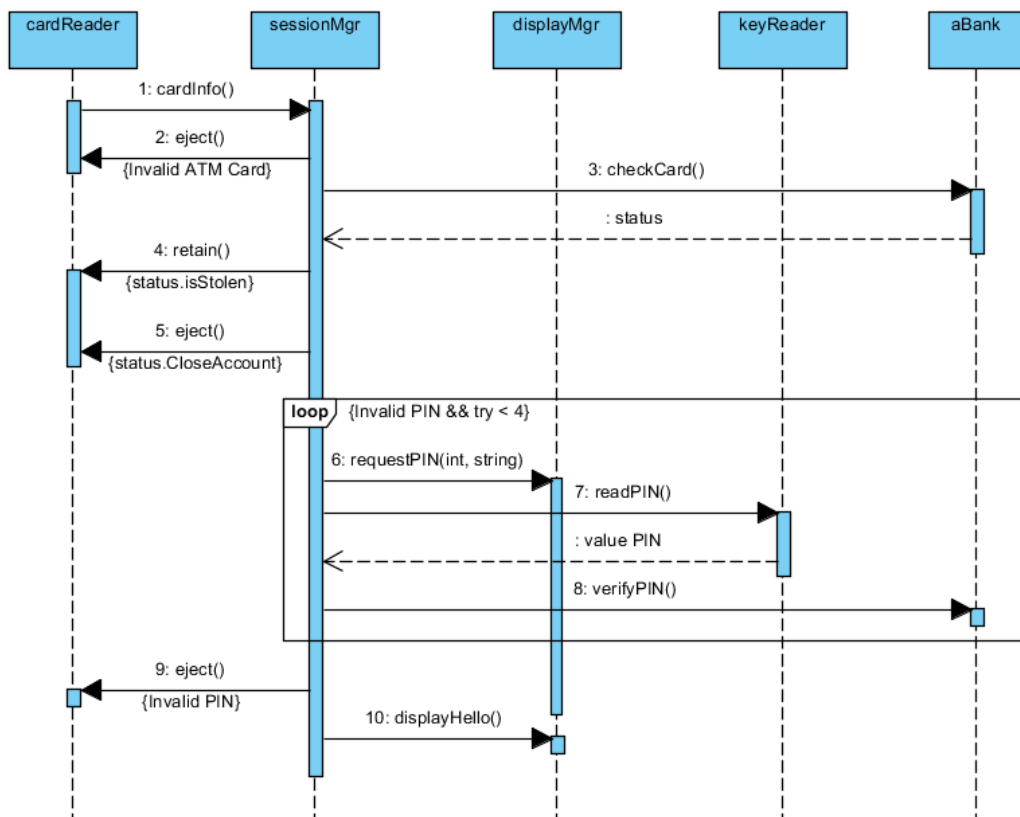 cardReader
sessionMgr
displayMgr
keyReader
aBank
1: cardInfo()
2: eject()
{Invalid ATM Card}
3: checkCard()
: status
4: retain()
{status.isStolen}
5: eject()
{status.CloseAccount}
loop
{Invalid PIN && try < 4}
6: requestPIN(int, string)
7: readPIN()
: value PIN
8: verifyPIN()
9: eject()
{Invalid PIN}
10: displayHello()